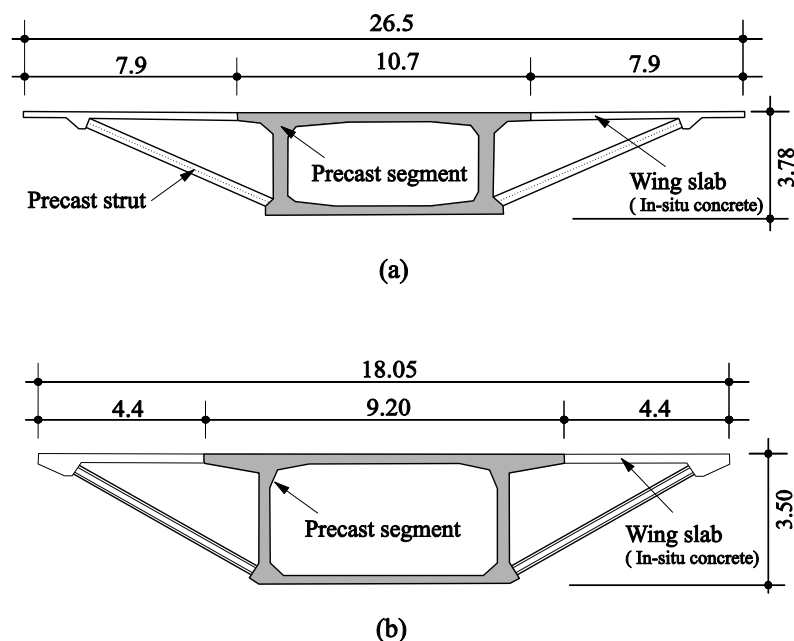 26.5
7.9 10.7 7.9
Precast segment
Precast strut
Wing slab
( In-situ concrete)
3.78
(a)
18.05
4.4 9.20 4.4
Precast segment
Wing slab
( In-situ concrete)
3.50
(b)